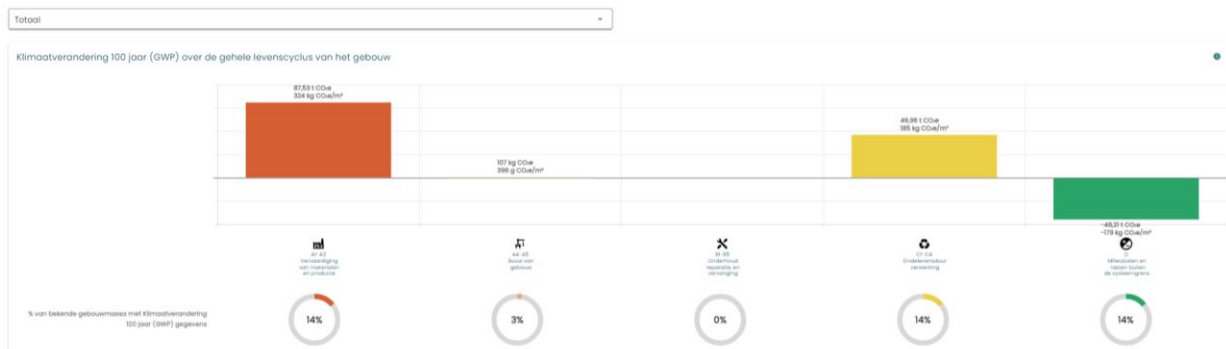 Totaal
Klimaatverandering 100 jaar (GWP) over de gehele levenscyclus van het gebouw
87,53 t CO₂e
324 kg CO₂e/m²
107 kg CO₂e
396 g CO₂e/m²
49,96 t CO₂e
185 kg CO₂e/m²
-48,21 t CO₂e
-179 kg CO₂e/m²
A1-A3
Vervaardiging
van materialen
en producte
A4-A5
Bouw van
gebouw
B1-B5
Onderhoud
reparatie, en
vervanging
C1-C4
Eindelevensduur
verwerking
D
Milieubaten en
lasten buiten
de systeemgrens
% van bekende gebouwmassa met Klimaatverandering
100 jaar (GWP) gegevens
14%
3%
0%
14%
14%